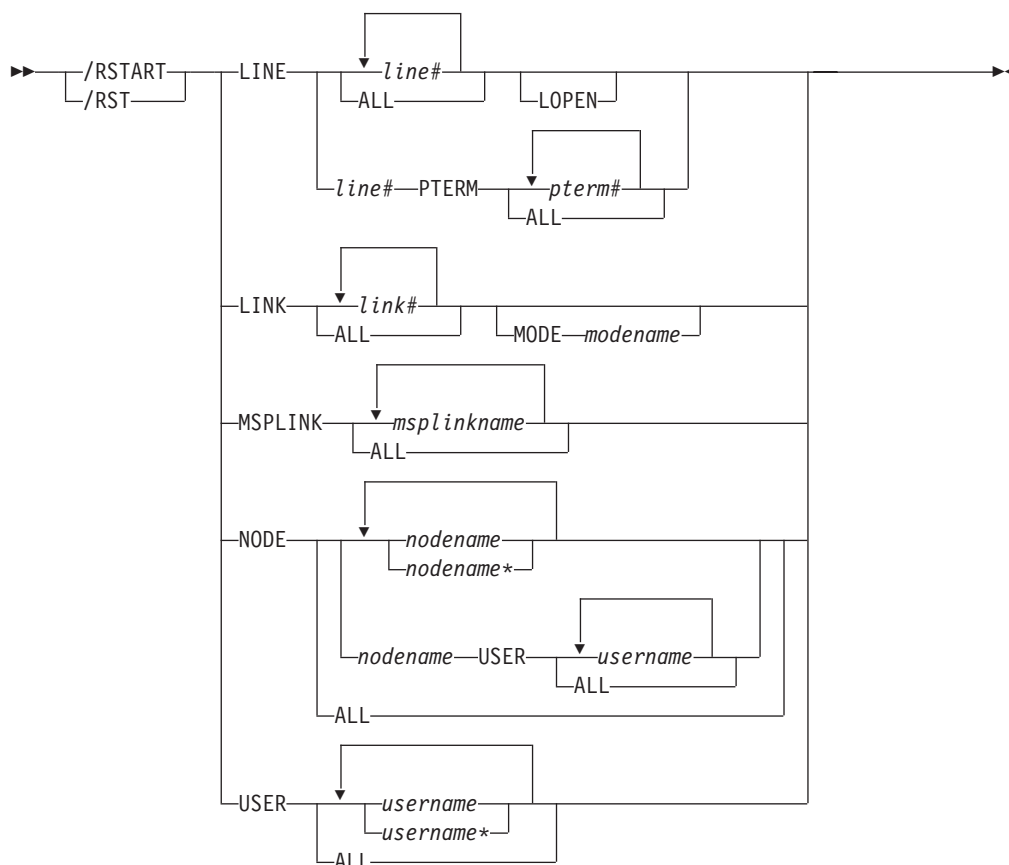 /RSTART LINE line#
/RST ALL LOPEN
line# PTERM pterm#
ALL
LINK link#
ALL MODE modename
MSPLINK msplinkname
ALL
NODE nodename
nodename*
nodename USER username
ALL
ALL
USER username
username*
ALL